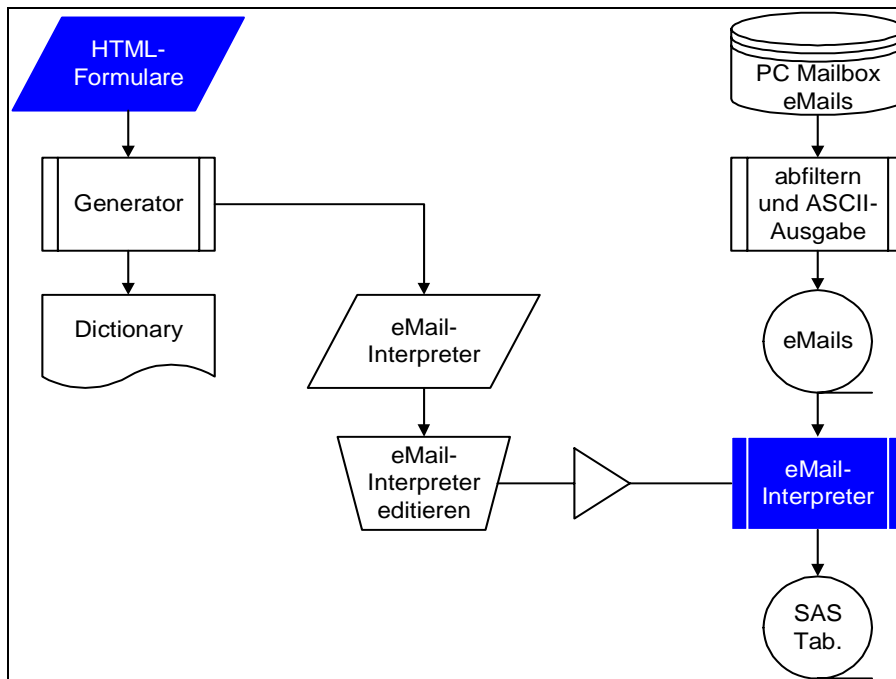 HTML-
Formulare
Generator
Dictionary
eMail-
Interpreter
eMail-
Interpreter
editieren
PC Mailbox
eMails
abfiltern
und ASCII-
Ausgabe
eMails
eMail-
Interpreter
SAS
Tab.